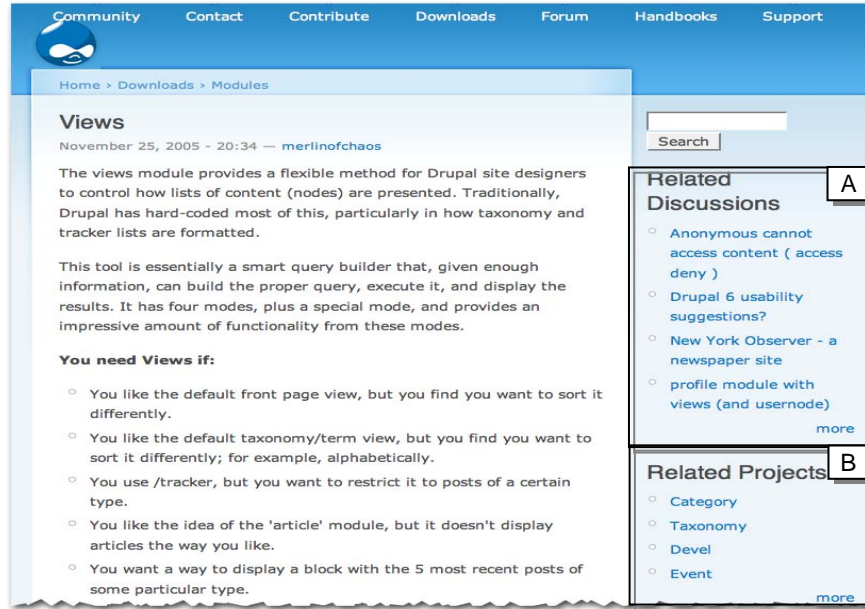 Community Contact Contribute Downloads Forum Handbooks Support
Home > Downloads > Modules
Views
November 25, 2005 - 20:34 — merlinofchaos
The views module provides a flexible method for Drupal site designers
to control how lists of content (nodes) are presented. Traditionally,
Drupal has hard-coded most of this, particularly in how taxonomy and
tracker lists are formatted.
This tool is essentially a smart query builder that, given enough
information, can build the proper query, execute it, and display the
results. It has four modes, plus a special mode, and provides an
impressive amount of functionality from these modes.
You need Views if:
You like the default front page view, but you find you want to sort it
differently.
You like the default taxonomy/term view, but you find you want to
sort it differently; for example, alphabetically.
You use /tracker, but you want to restrict it to posts of a certain
type.
You like the idea of the 'article' module, but it doesn't display
articles the way you like.
You want a way to display a block with the 5 most recent posts of
some particular type.
Search
A
Related
Discussions
Anonymous cannot
access content ( access
deny )
Drupal 6 usability
suggestions?
New York Observer - a
newspaper site
profile module with
views (and usernode)
more
B
Related Projects
Category
Taxonomy
Devel
Event
more